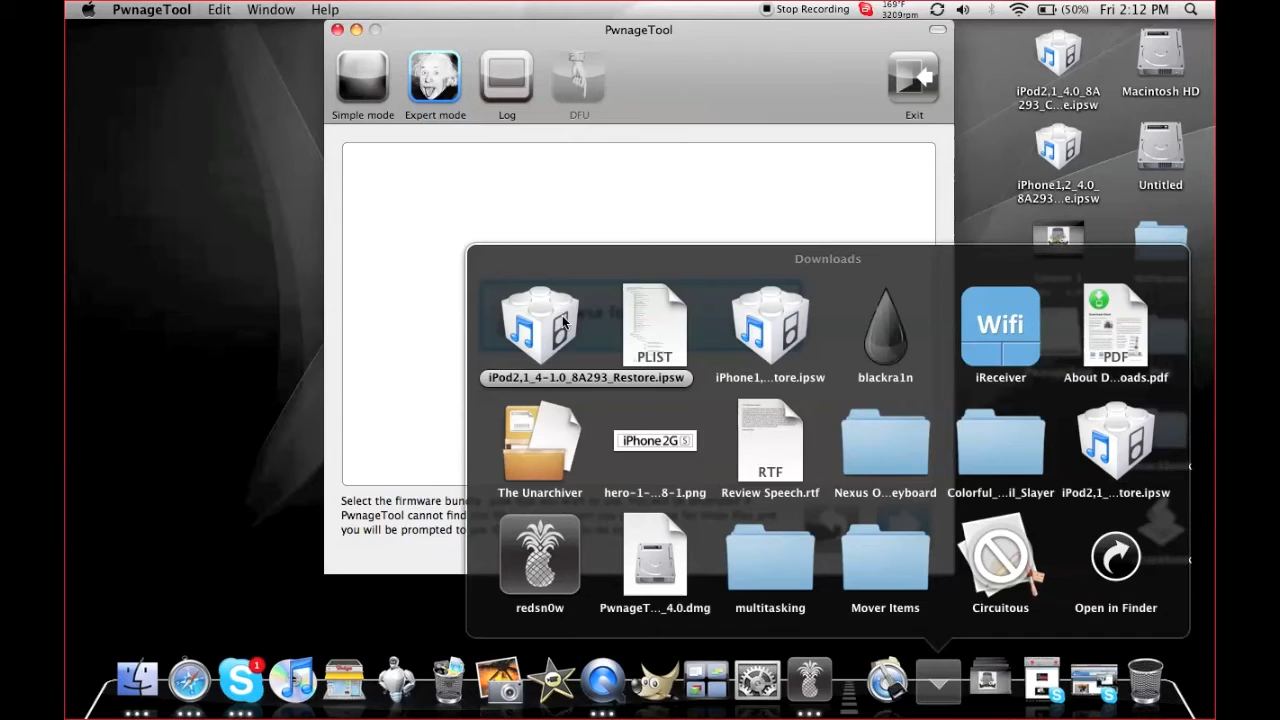 PwnageTool Edit Window Help
Stop Recording 169°F 3209rpm (50%) Fri 2:12 PM
PwnageTool
Simple mode Expert mode Log DFU Exit
iPod2,1_4.0_8A
293_C...e.ipsw
Macintosh HD
iPhone1,2_4.0_
8A293...e.ipsw
Untitled
Downloads
PLIST
Wifi
PDF
iPod2,1_4-1.0_8A293_Restore.ipsw iPhone1,...tore.ipsw blackra1n iReceiver About D...oads.pdf
iPhone 2G S
RTF
The Unarchiver hero-1-...8-1.png Review Speech.rtf Nexus O...eyboard Colorful_...il_Slayer iPod2,1_...tore.ipsw
Select the firmware bund
PwnageTool cannot find
you will be prompted to
redsn0w PwnageT..._4.0.dmg multitasking Mover Items Circuitous Open in Finder
1